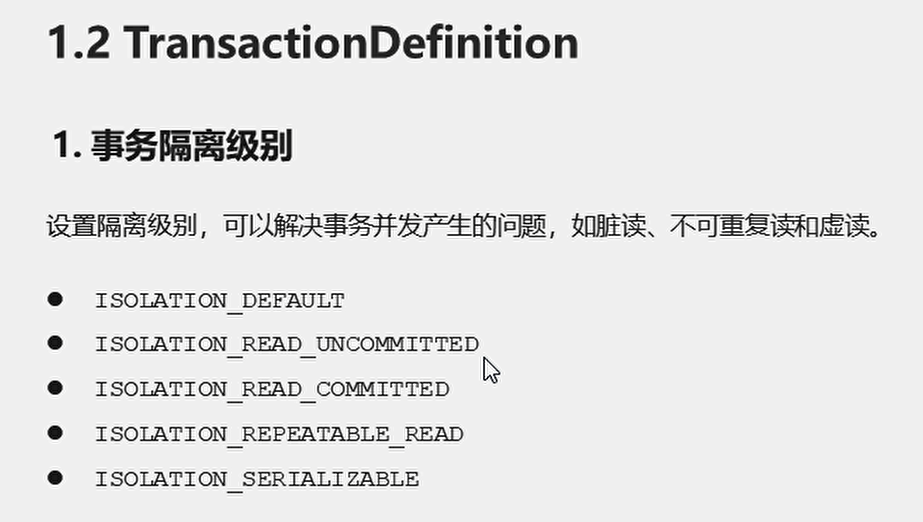 1.2 TransactionDefinition
1. 事务隔离级别
设置隔离级别，可以解决事务并发产生的问题，如脏读、不可重复读和虚读。
● ISOLATION_DEFAULT
● ISOLATION_READ_UNCOMMITTED
● ISOLATION_READ_COMMITTED
● ISOLATION_REPEATABLE_READ
● ISOLATION_SERIALIZABLE